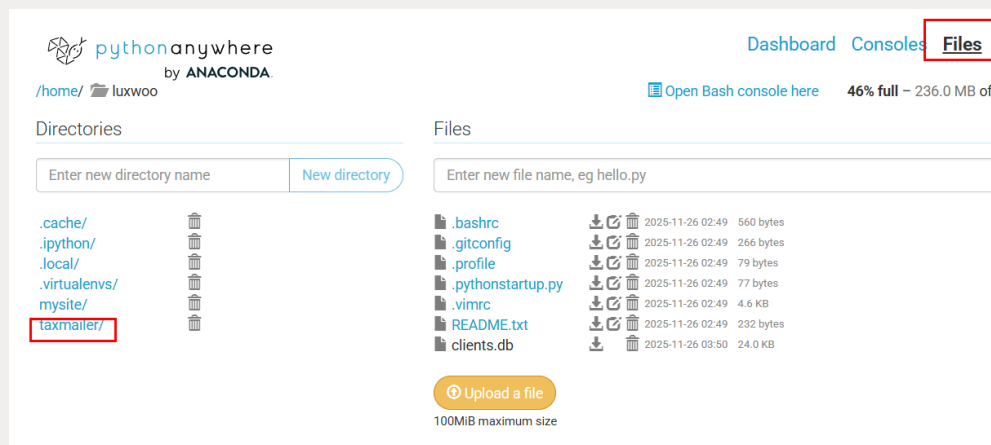 pythonanywhere
by ANACONDA.
Dashboard Consoles Files
/home/ luxwoo
Open Bash console here 46% full – 236.0 MB of
Directories
Enter new directory name New directory
.cache/
.ipython/
.local/
.virtualenvs/
mysite/
taxmailer/
Files
Enter new file name, eg hello.py
.bashrc 2025-11-26 02:49 560 bytes
.gitconfig 2025-11-26 02:49 266 bytes
.profile 2025-11-26 02:49 79 bytes
.pythonstartup.py 2025-11-26 02:49 77 bytes
.vimrc 2025-11-26 02:49 4.6 KB
README.txt 2025-11-26 02:49 232 bytes
clients.db 2025-11-26 03:50 24.0 KB
Upload a file
100MiB maximum size